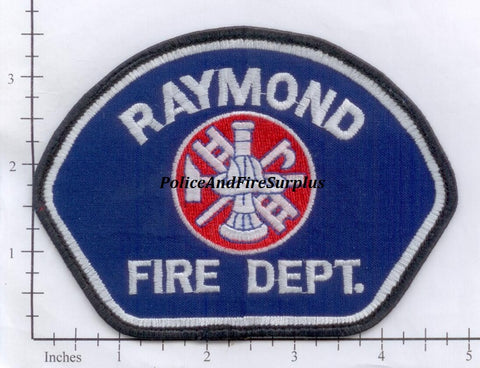 RAYMOND
PoliceAndFireSurplus
FIRE DEPT.
3
2
1
Inches
1
2
3
4
5